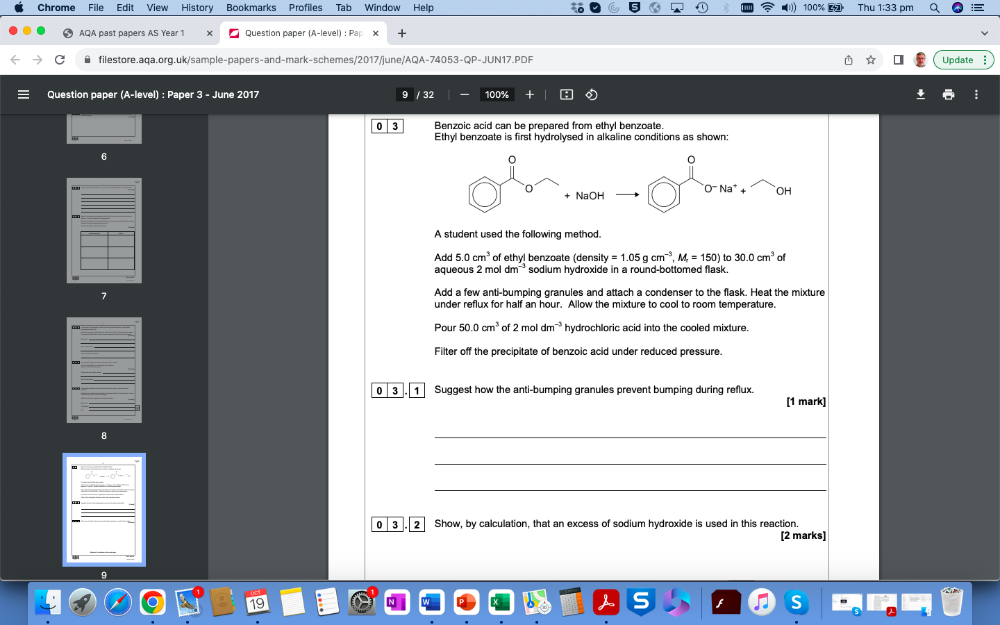 Chrome File Edit View History Bookmarks Profiles Tab Window Help 100% Thu 1:33 pm
AQA past papers AS Year 1 Question paper (A-level) : Pap
filestore.aqa.org.uk/sample-papers-and-mark-schemes/2017/june/AQA-74053-QP-JUN17.PDF Update
Question paper (A-level) : Paper 3 - June 2017 9 / 32 100%
6
7
8
9
0 3 Benzoic acid can be prepared from ethyl benzoate.
Ethyl benzoate is first hydrolysed in alkaline conditions as shown:
O O
O + NaOH O⁻ Na⁺ + OH
A student used the following method.
Add 5.0 cm³ of ethyl benzoate (density = 1.05 g cm⁻³, Mᵣ = 150) to 30.0 cm³ of
aqueous 2 mol dm⁻³ sodium hydroxide in a round-bottomed flask.
Add a few anti-bumping granules and attach a condenser to the flask. Heat the mixture
under reflux for half an hour. Allow the mixture to cool to room temperature.
Pour 50.0 cm³ of 2 mol dm⁻³ hydrochloric acid into the cooled mixture.
Filter off the precipitate of benzoic acid under reduced pressure.
0 3 . 1 Suggest how the anti-bumping granules prevent bumping during reflux.
[1 mark]
0 3 . 2 Show, by calculation, that an excess of sodium hydroxide is used in this reaction.
[2 marks]
1 OCT 19 1 N W P X 3D S f S